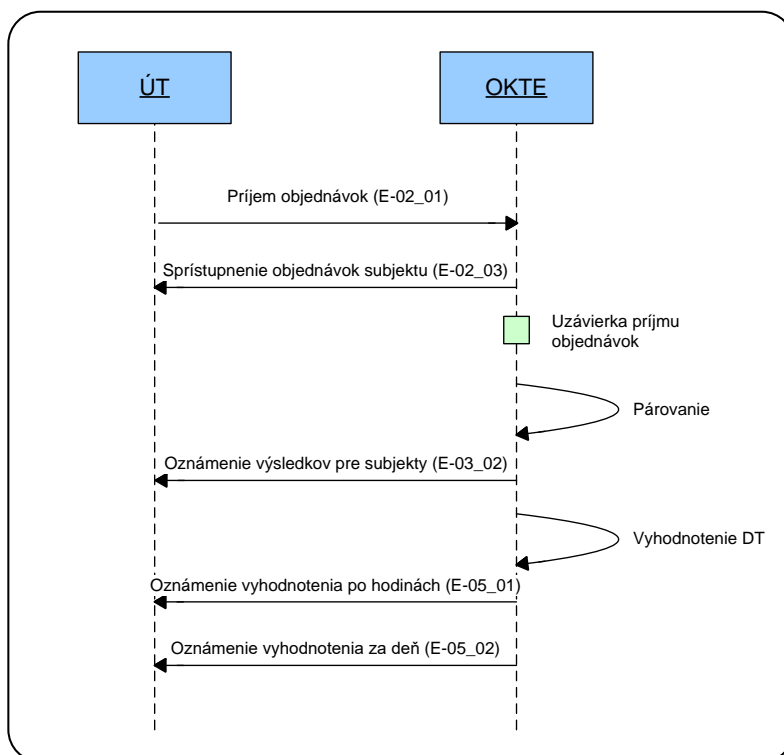 ÚT
OKTE
Príjem objednávok (E-02_01)
Sprístupnenie objednávok subjektu (E-02_03)
Uzávierka príjmu
objednávok
Párovanie
Oznámenie výsledkov pre subjekty (E-03_02)
Vyhodnotenie DT
Oznámenie vyhodnotenia po hodinách (E-05_01)
Oznámenie vyhodnotenia za deň (E-05_02)